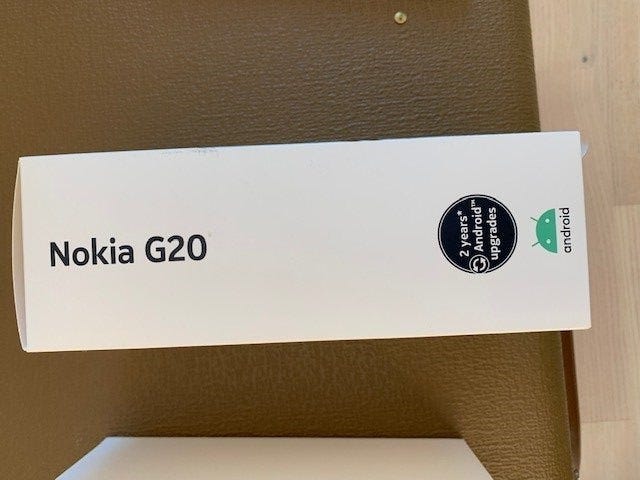 Nokia G20
2 years*
Android™
upgrades
android